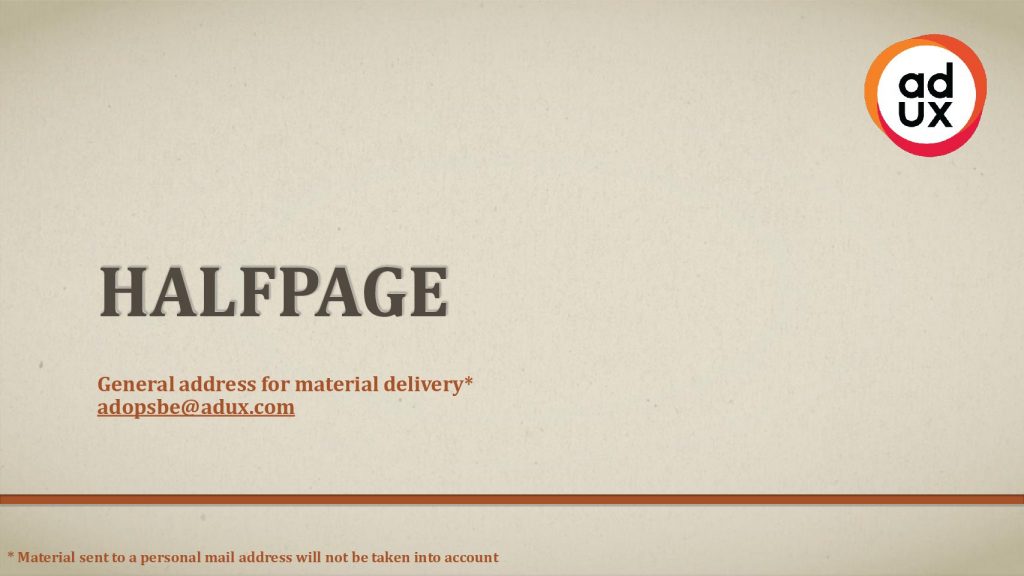 ad
ux
HALFPAGE
General address for material delivery*
adopsbe@adux.com
* Material sent to a personal mail address will not be taken into account